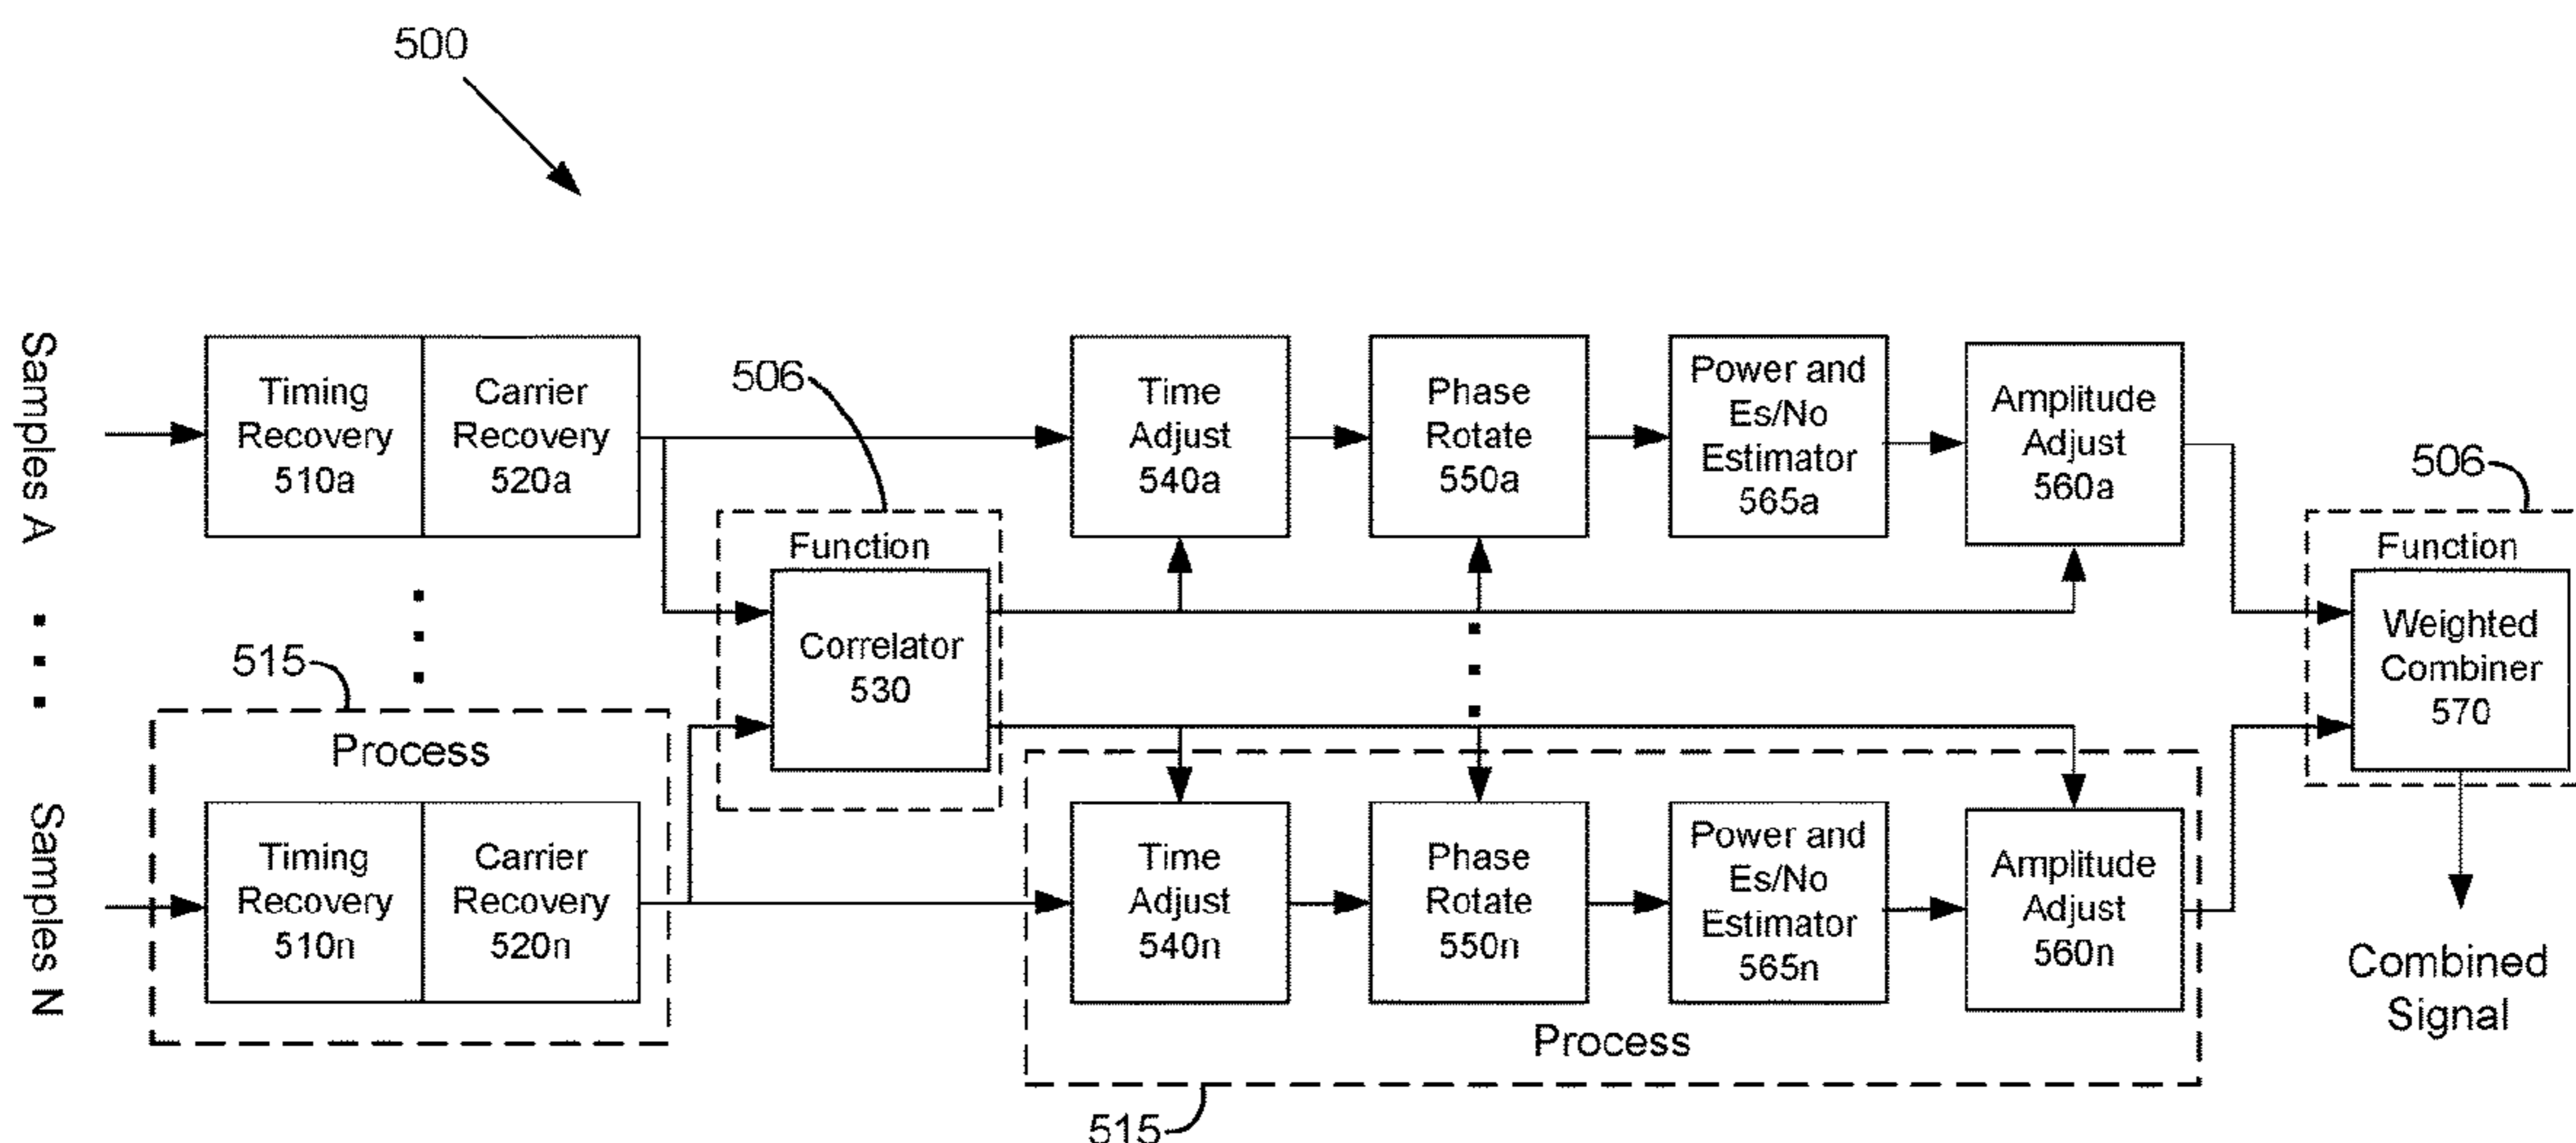 500
Samples A
Timing
Recovery
510a
Carrier
Recovery
520a
506
Function
Correlator
530
Time
Adjust
540a
Phase
Rotate
550a
Power and
Es/No
Estimator
565a
Amplitude
Adjust
560a
506
Function
Weighted
Combiner
570
Combined
Signal
515
Process
Samples N
Timing
Recovery
510n
Carrier
Recovery
520n
Time
Adjust
540n
Phase
Rotate
550n
Power and
Es/No
Estimator
565n
Amplitude
Adjust
560n
Process
515